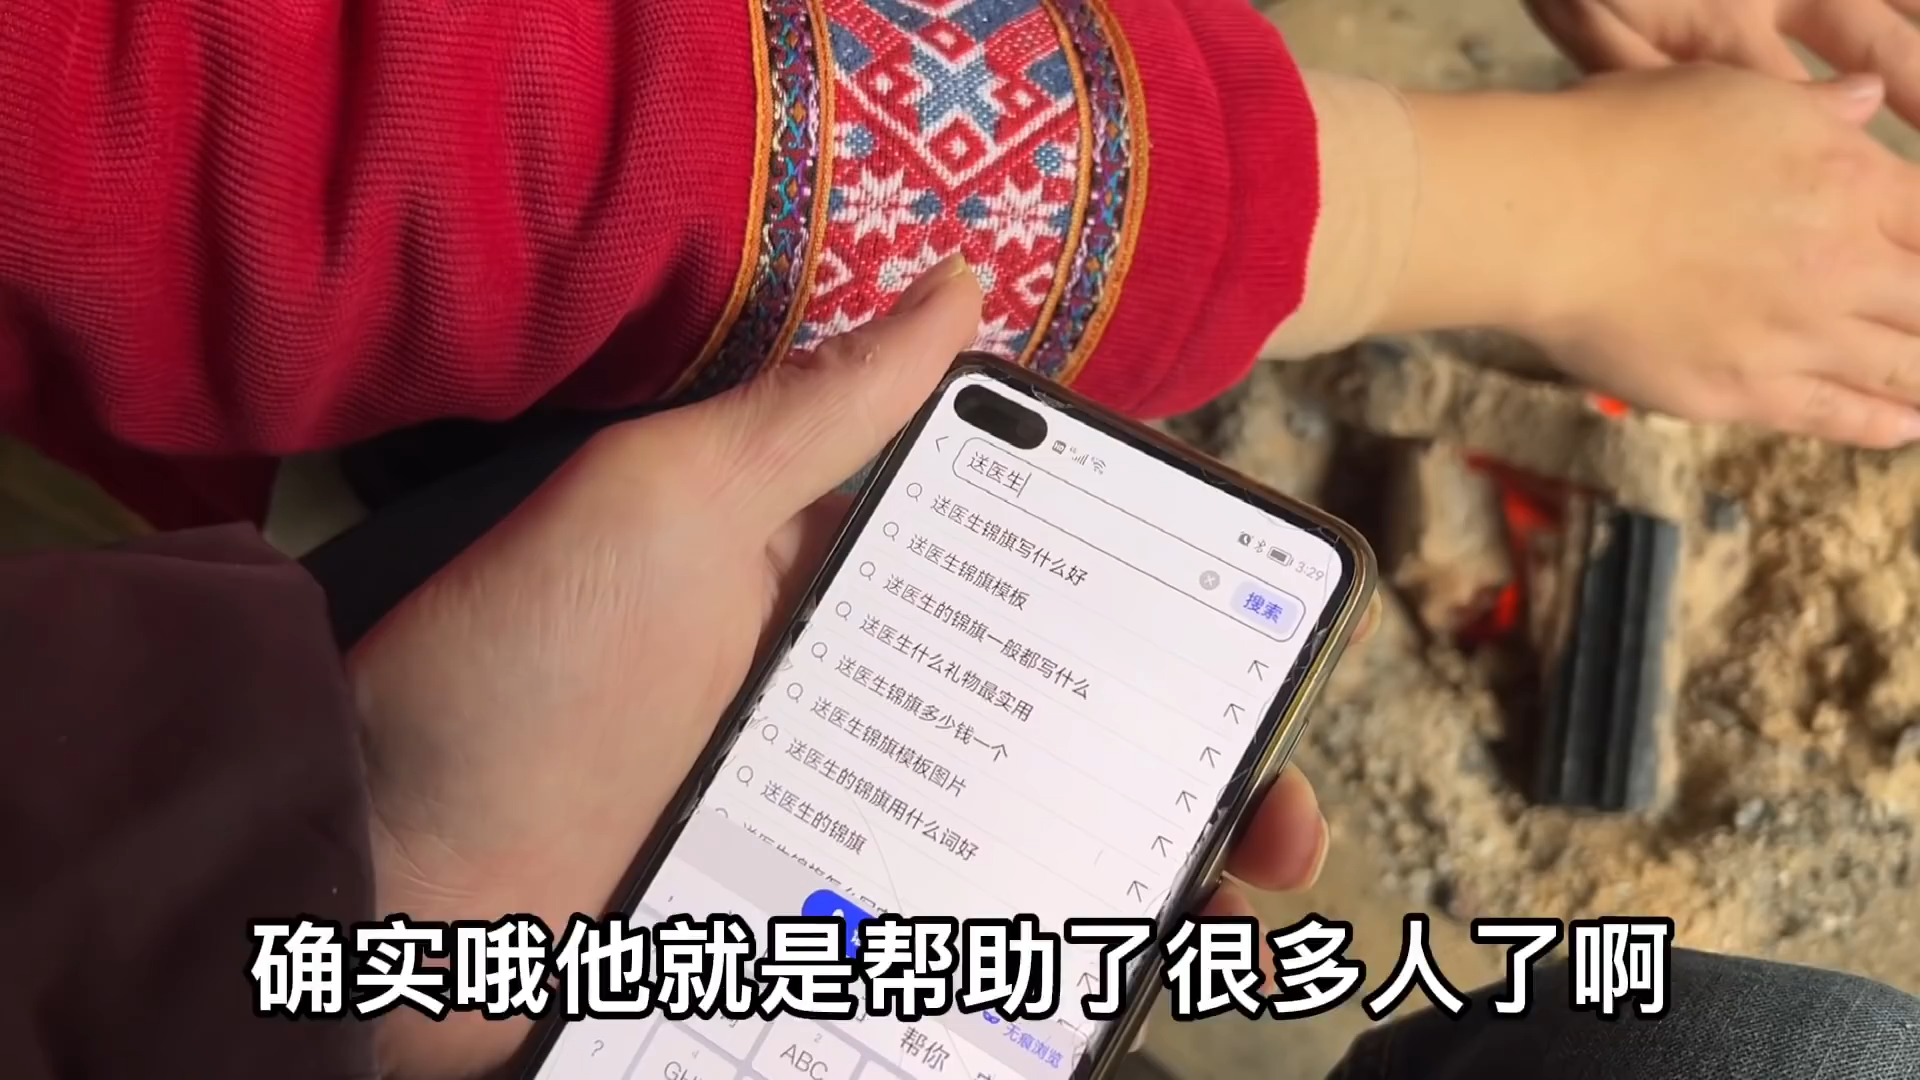 3:29
送医生
搜索
送医生锦旗写什么好
送医生锦旗模板
送医生的锦旗一般都写什么
送医生什么礼物最实用
送医生锦旗多少钱一个
送医生锦旗模板图片
送医生的锦旗用什么词好
送医生的锦旗
无痕浏览
帮你
?
ABC
确实哦他就是帮助了很多人了啊